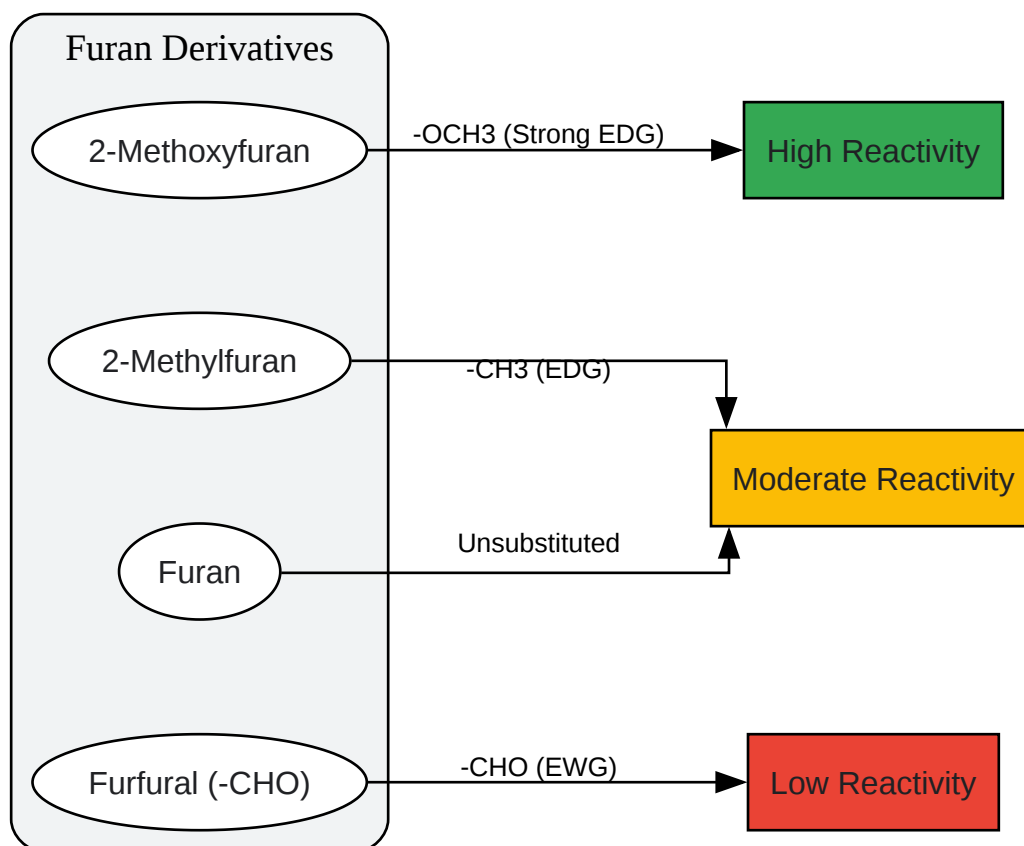 Furan Derivatives
2-Methoxyfuran
-OCH3 (Strong EDG)
High Reactivity
2-Methylfuran
-CH3 (EDG)
Moderate Reactivity
Furan
Unsubstituted
Furfural (-CHO)
-CHO (EWG)
Low Reactivity